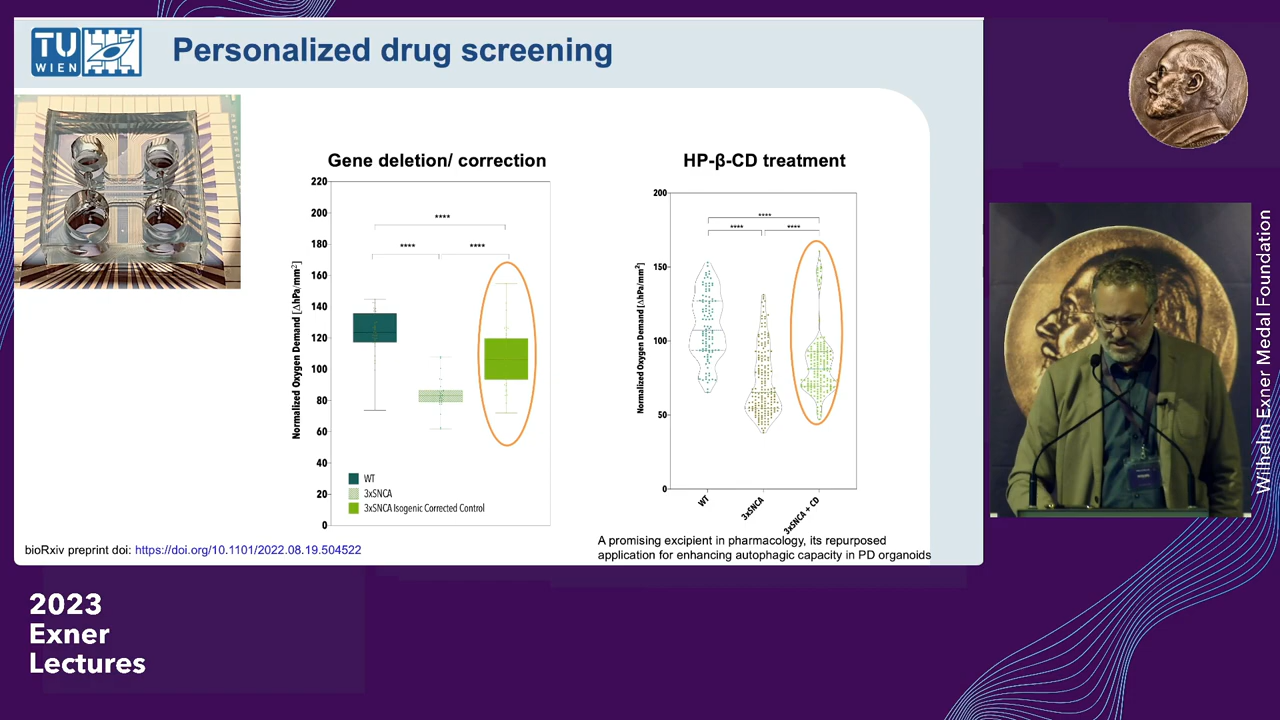 TU
WIEN
Personalized drug screening
Gene deletion/ correction
220
200
180
160
140
120
100
80
60
40
20
0
Normalized Oxygen Demand [ΔhPa/mm²]
****
****
****
WT
3xSNCA
3xSNCA Isogenic Corrected Control
HP-β-CD treatment
200
150
100
50
0
Normalized Oxygen Demand [ΔhPa/mm²]
****
****
****
WT
3xSNCA
3xSNCA + CD
bioRxiv preprint doi: https://doi.org/10.1101/2022.08.19.504522
A promising excipient in pharmacology, its repurposed
application for enhancing autophagic capacity in PD organoids
Wilhelm Exner Medal Foundation
2023
Exner
Lectures